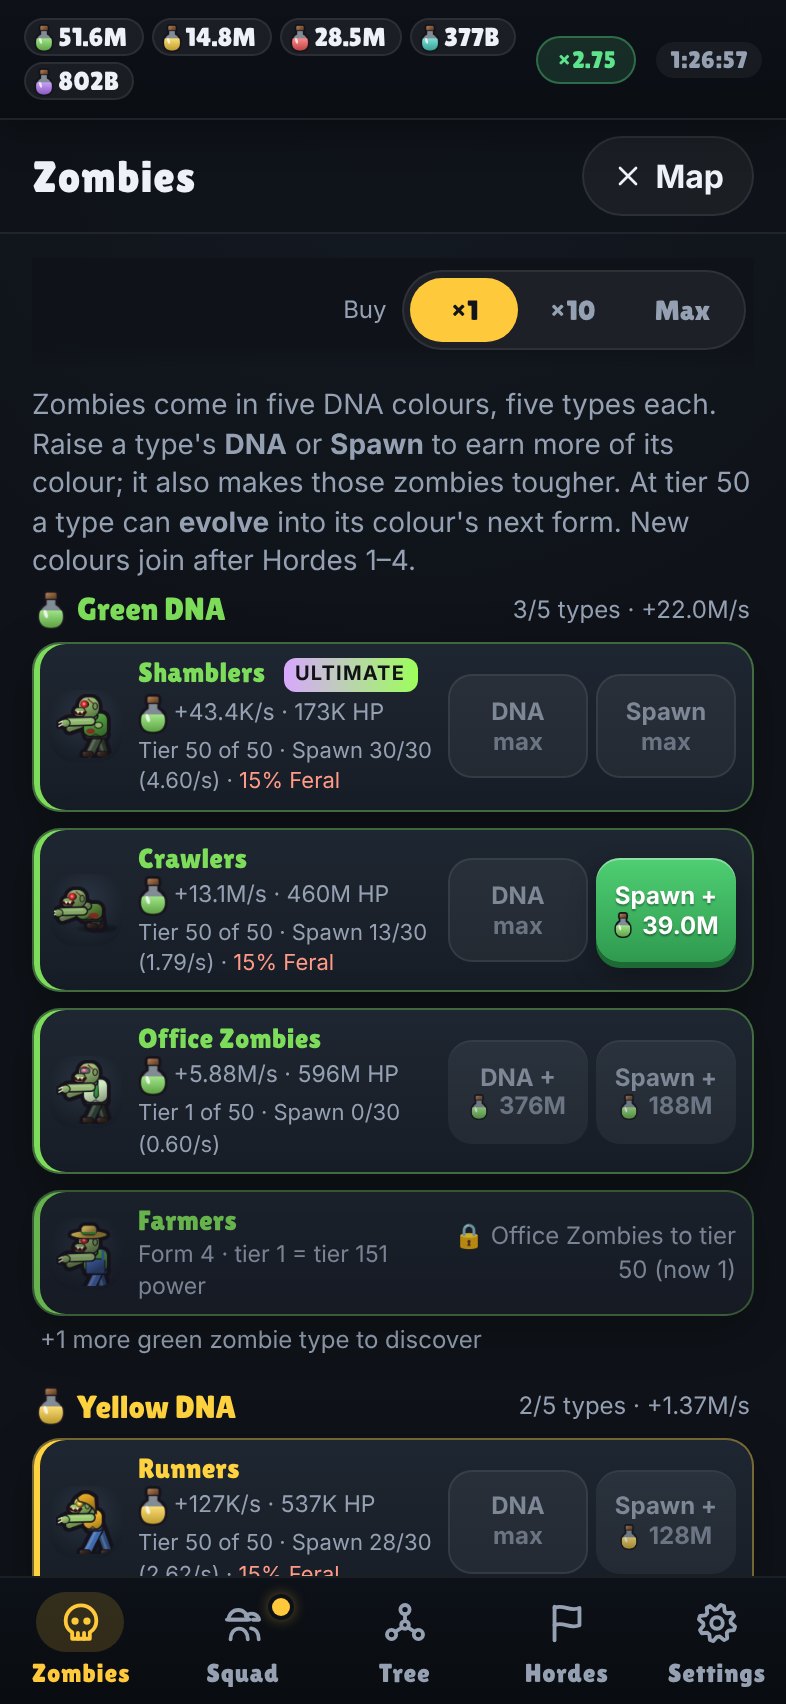 51.6M 14.8M 28.5M 377B
802B
×2.75
1:26:57
Zombies
× Map
Buy ×1 ×10 Max
Zombies come in five DNA colours, five types each.
Raise a type's DNA or Spawn to earn more of its
colour; it also makes those zombies tougher. At tier 50
a type can evolve into its colour's next form. New
colours join after Hordes 1–4.
Green DNA 3/5 types · +22.0M/s
Shamblers ULTIMATE
+43.4K/s · 173K HP
Tier 50 of 50 · Spawn 30/30
(4.60/s) · 15% Feral
DNA
max
Spawn
max
Crawlers
+13.1M/s · 460M HP
Tier 50 of 50 · Spawn 13/30
(1.79/s) · 15% Feral
DNA
max
Spawn +
39.0M
Office Zombies
+5.88M/s · 596M HP
Tier 1 of 50 · Spawn 0/30
(0.60/s)
DNA +
376M
Spawn +
188M
Farmers
Form 4 · tier 1 = tier 151
power
Office Zombies to tier
50 (now 1)
+1 more green zombie type to discover
Yellow DNA 2/5 types · +1.37M/s
Runners
+127K/s · 537K HP
Tier 50 of 50 · Spawn 28/30
(2.62/s) · 15% Feral
DNA
max
Spawn +
128M
Zombies
Squad
Tree
Hordes
Settings